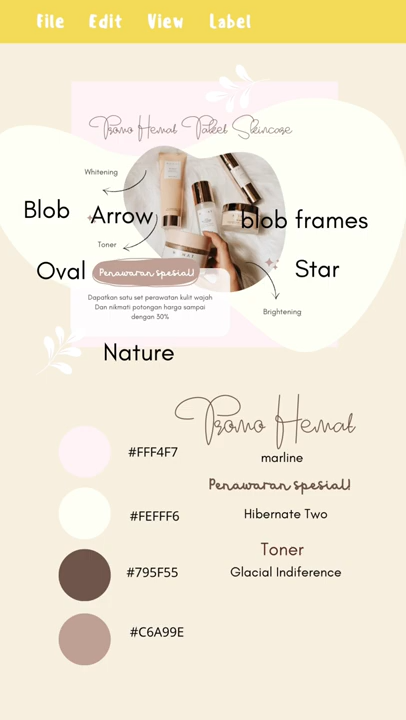 File Edit View Label
Promo Hemat Paket Skincare
Whitening
Blob
Arrow
blob frames
Toner
Oval
Penawaran spesial!
Star
Dapatkan satu set perawatan kulit wajah
Dan nikmati potongan harga sampai
dengan 30%
Brightening
Nature
Promo Hemat
#FFF4F7
marline
Penawaran spesial!
#FEFFF6
Hibernate Two
Toner
#795F55
Glacial Indiference
#C6A99E